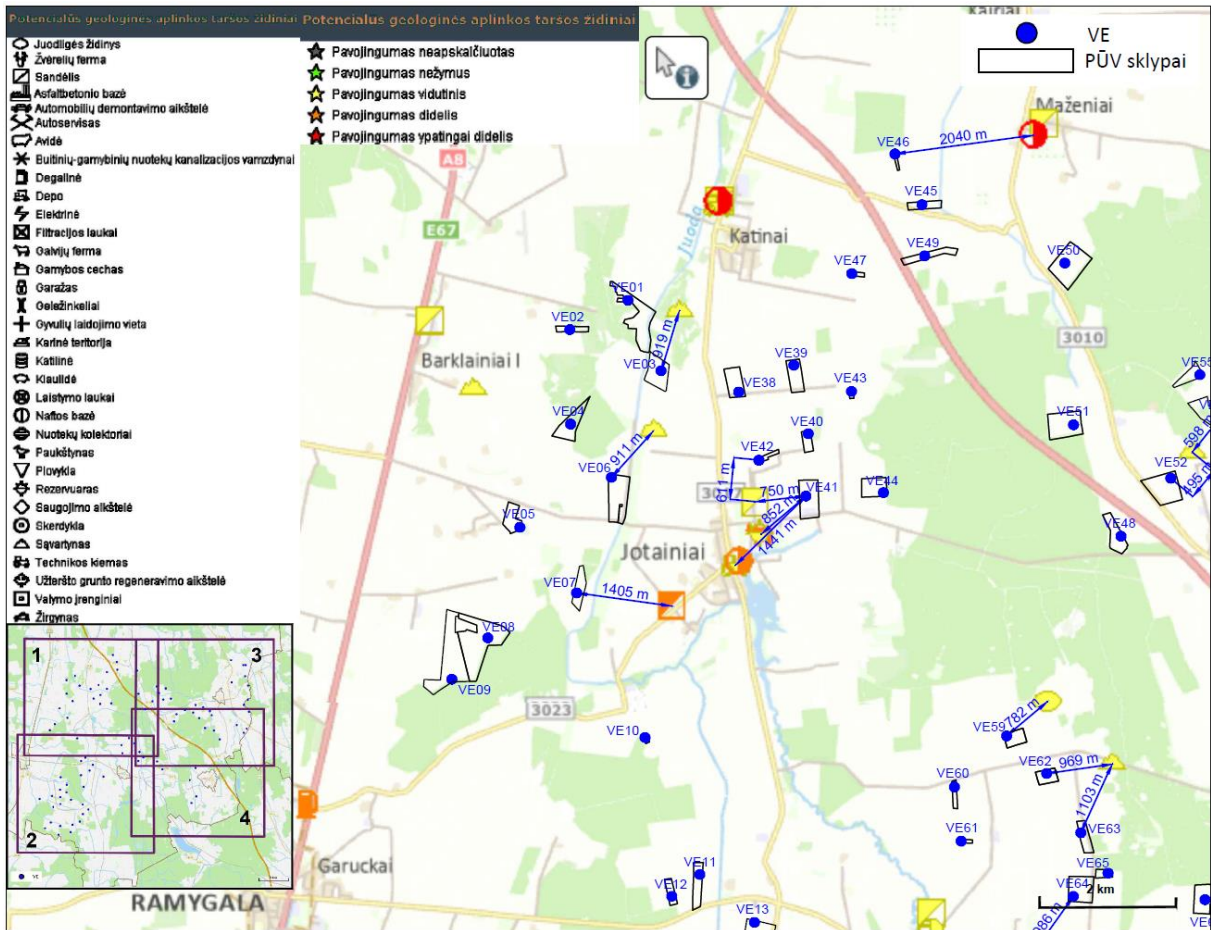 Potencialūs geologinės aplinkos taršos židiniai
Juodligės židinys
Žvėrelių ferma
Sandėlis
Asfaltbetonio bazė
Automobilių demontavimo aikštelė
Autoservisas
Avidė
Buitinių-gamybinių nuotekų kanalizacijos vamzdynai
Degalinė
Depo
Elektrinė
Filtracijos laukai
Galvijų ferma
Gamybos cechas
Garažas
Geležinkeliai
Gyvulių laidojimo vieta
Karinė teritorija
Katilinė
Kiaulidė
Laistymo laukai
Naftos bazė
Nuotekų kolektoriai
Paukštynas
Plovykla
Rezervuaras
Saugojimo aikštelė
Skerdykla
Sąvartynas
Technikos kiemas
Užteršto grunto regeneravimo aikštelė
Valymo įrenginiai
Žirgynas
Potencialūs geologinės aplinkos taršos židiniai
Pavojingumas neapskaičiuotas
Pavojingumas nežymus
Pavojingumas vidutinis
Pavojingumas didelis
Pavojingumas ypatingai didelis
VE
PŪV sklypai
Kairiai
Maženiai
2040 m
VE46
A8
VE45
Juoda
E67
Katinai
VE49
VE50
VE47
VE01
VE02
919 m
3010
Barklainiai I
VE03
VE39
VE38
VE43
VE55
VE04
VE51
911 m
VE40
598 m
VE42
VE06
VE52
611 m
750 m
VE41
VE44
495 m
852 m
VE05
1441 m
VE48
Jotainiai
VE07
1405 m
VE08
VE09
3023
782 m
VE59
VE10
969 m
VE62
VE60
1103 m
VE63
VE61
Garuckai
VE11
VE65
VE12
VE64
2 km
RAMYGALA
VE13
1
3
2
4
VE